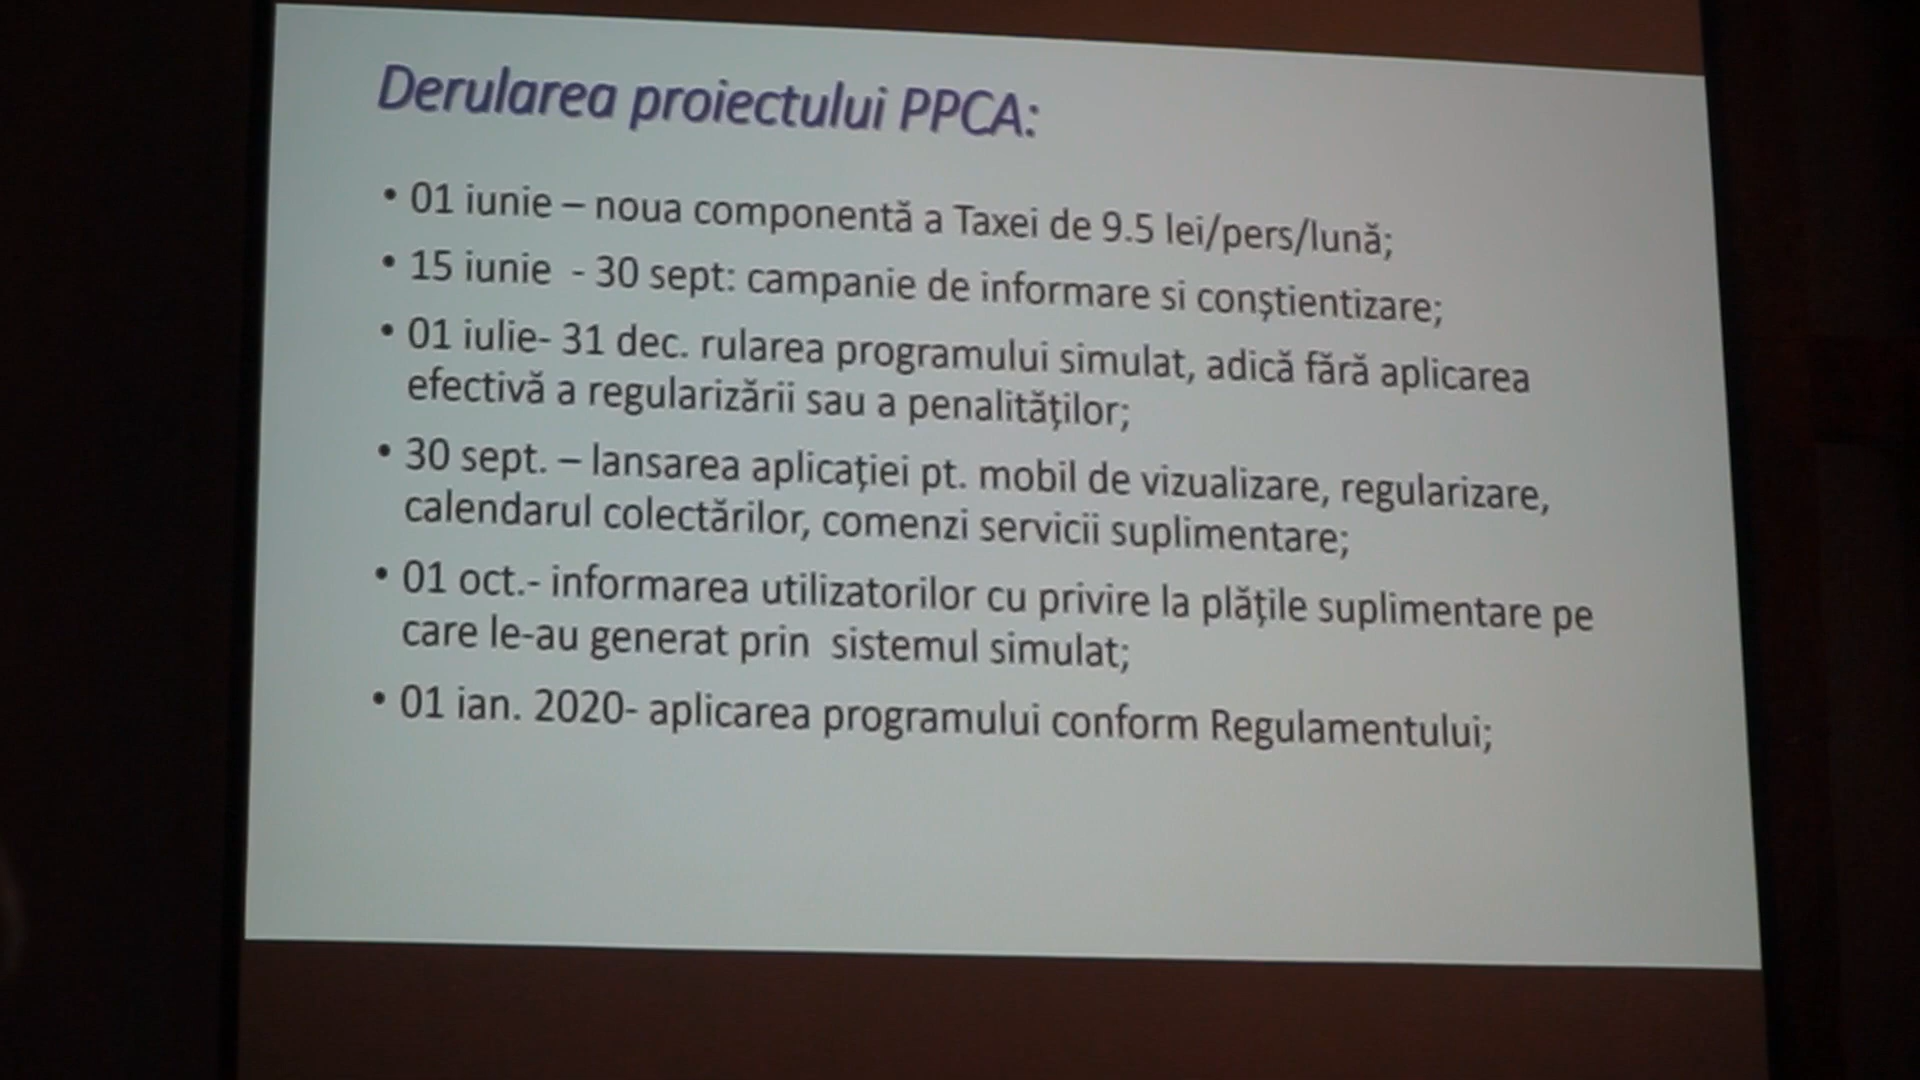 Derularea proiectului PPCA:
• 01 iunie – noua componentă a Taxei de 9.5 lei/pers/lună;
• 15 iunie - 30 sept: campanie de informare si conştientizare;
• 01 iulie- 31 dec. rularea programului simulat, adică fără aplicarea
efectivă a regularizării sau a penalităţilor;
• 30 sept. – lansarea aplicaţiei pt. mobil de vizualizare, regularizare,
calendarul colectărilor, comenzi servicii suplimentare;
• 01 oct.- informarea utilizatorilor cu privire la plăţile suplimentare pe
care le-au generat prin sistemul simulat;
• 01 ian. 2020- aplicarea programului conform Regulamentului;